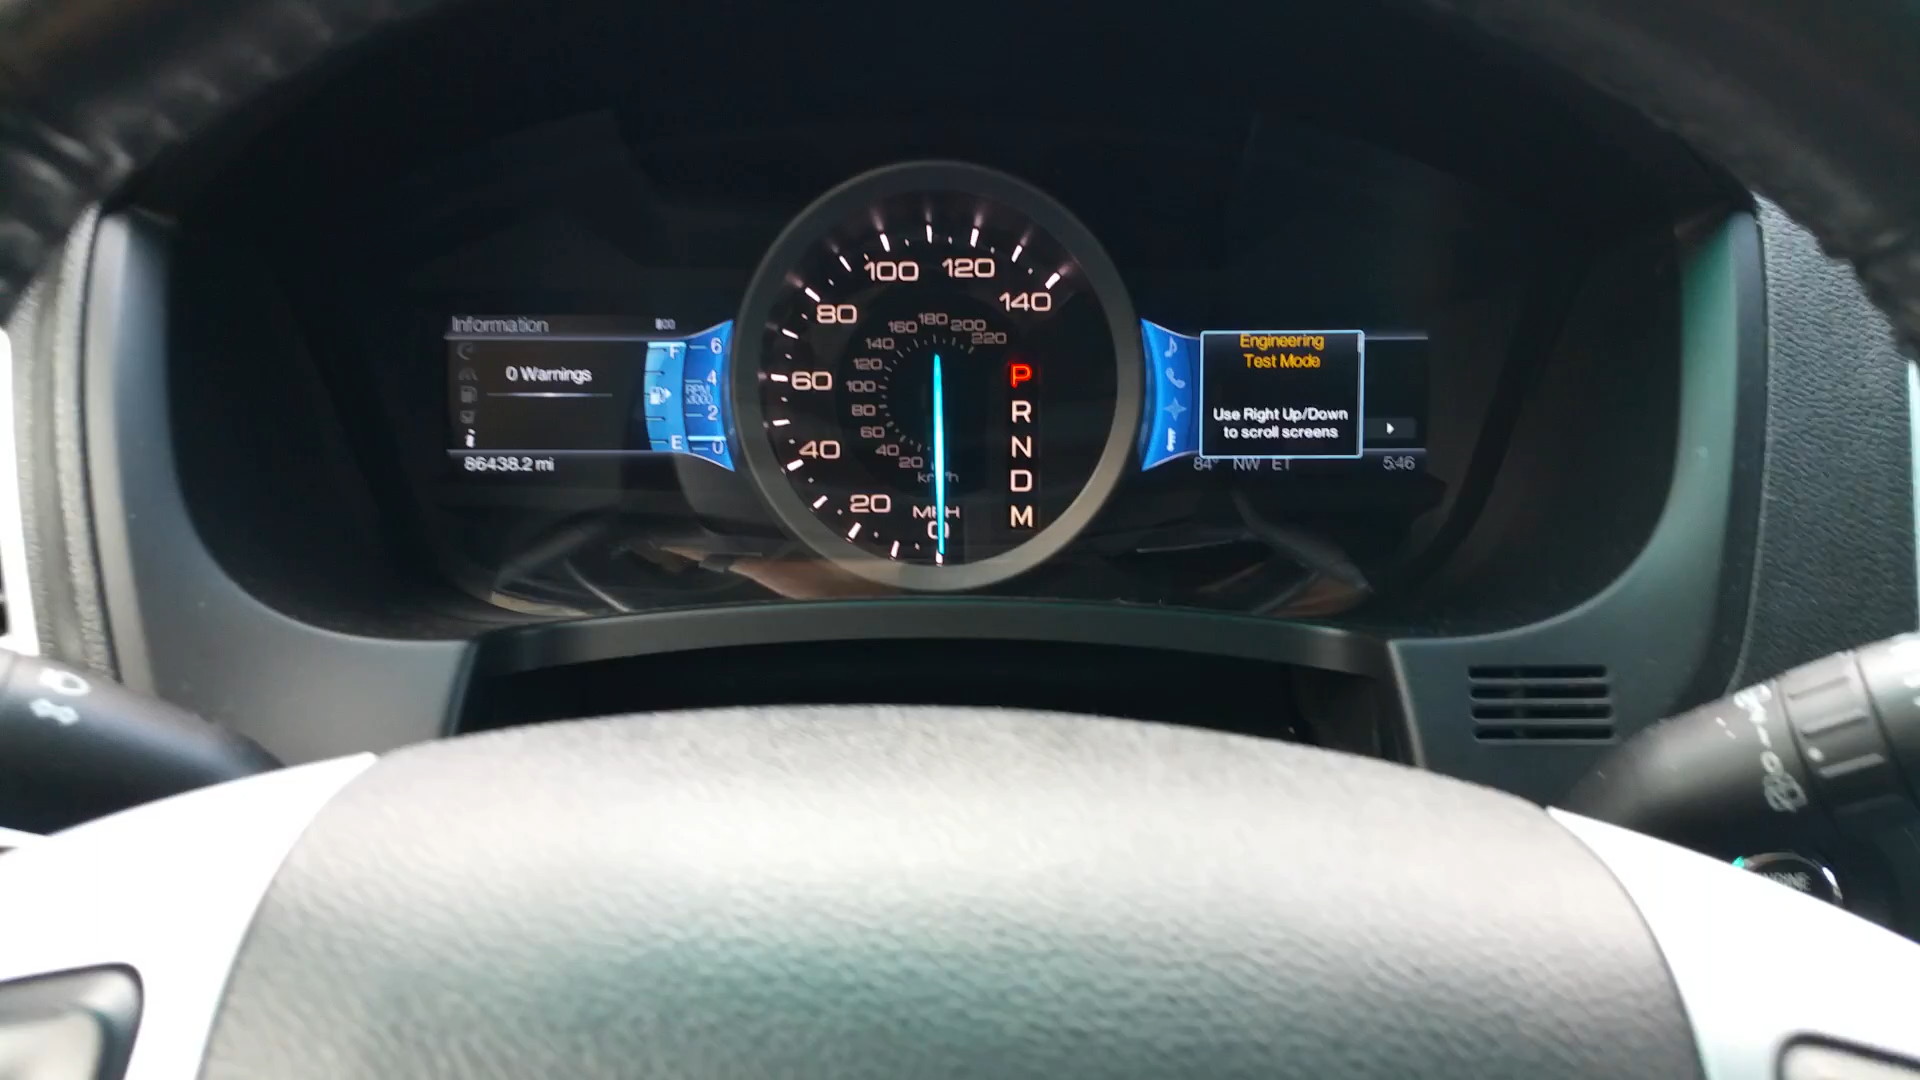 Information
0 Warnings
86438.2 mi
F
E
6
4
RPM
x1000
2
0
100
120
80
140
60
40
20
MPH
0
180
160
200
140
220
120
100
80
60
40
20
km/h
P
R
N
D
M
Engineering
Test Mode
Use Right Up/Down
to scroll screens
84° NW ET 5:46